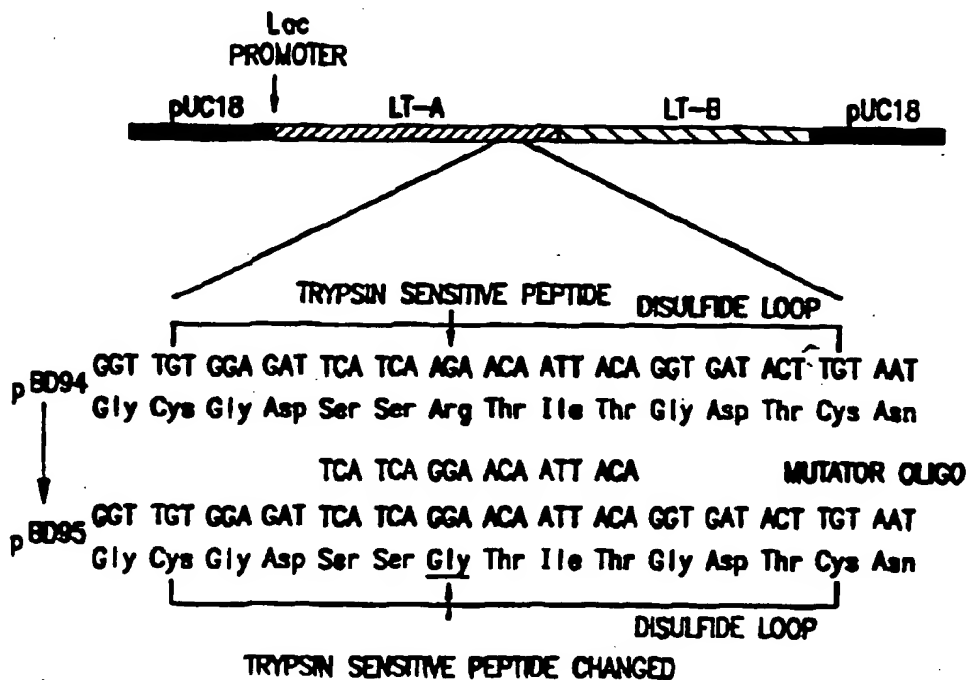 Lac
PROMOTER
pUC18 LT-A LT-B pUC18
TRYPSIN SENSITIVE PEPTIDE
DISULFIDE LOOP
GGT TGT GGA GAT TCA TCA AGA ACA ATT ACA GGT GAT ACT TGT AAT
pBD94
Gly Cys Gly Asp Ser Ser Arg Thr Ile Thr Gly Asp Thr Cys Asn
TCA TCA GGA ACA ATT ACA MUTATOR OLIGO
GGT TGT GGA GAT TCA TCA GGA ACA ATT ACA GGT GAT ACT TGT AAT
pBD95
Gly Cys Gly Asp Ser Ser Gly Thr Ile Thr Gly Asp Thr Cys Asn
DISULFIDE LOOP
TRYPSIN SENSITIVE PEPTIDE CHANGED